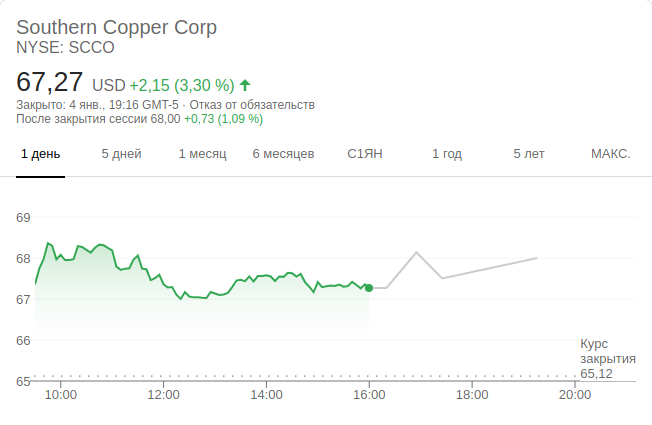 Southern Copper Corp
NYSE: SCCO
67,27 USD +2,15 (3,30 %)
Закрыто: 4 янв., 19:16 GMT-5 · Отказ от обязательств
После закрытия сессии 68,00 +0,73 (1,09 %)
1 день 5 дней 1 месяц 6 месяцев С1ЯН 1 год 5 лет МАКС.
69
68
67
66
Курс
закрытия
65,12
65
10:00 12:00 14:00 16:00 18:00 20:00